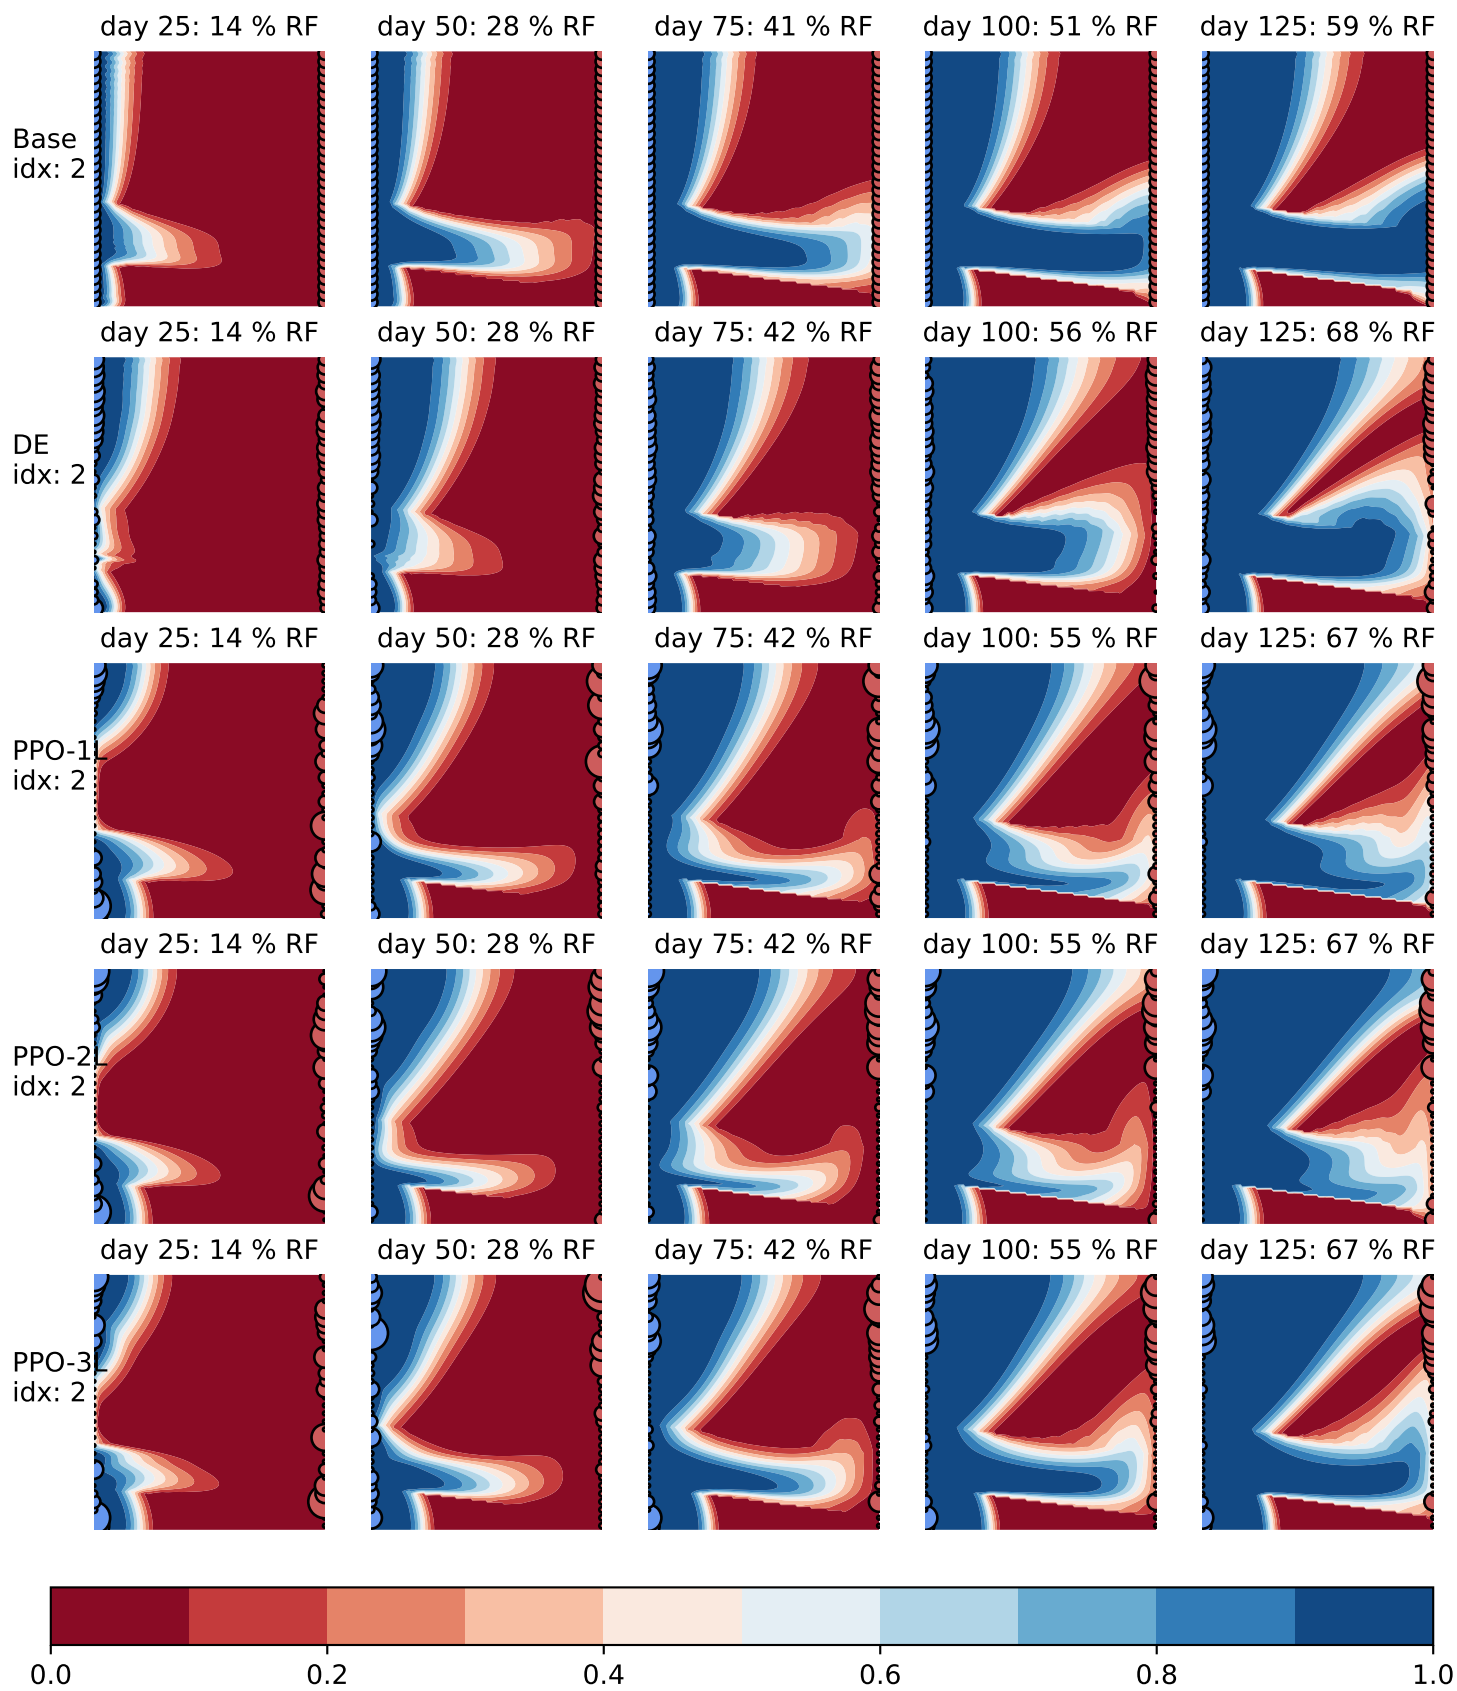 day 25: 14 % RF
day 50: 28 % RF
day 75: 41 % RF
day 100: 51 % RF
day 125: 59 % RF
Base
idx: 2
day 25: 14 % RF
day 50: 28 % RF
day 75: 42 % RF
day 100: 56 % RF
day 125: 68 % RF
DE
idx: 2
day 25: 14 % RF
day 50: 28 % RF
day 75: 42 % RF
day 100: 55 % RF
day 125: 67 % RF
PPO-1L
idx: 2
day 25: 14 % RF
day 50: 28 % RF
day 75: 42 % RF
day 100: 55 % RF
day 125: 67 % RF
PPO-2L
idx: 2
day 25: 14 % RF
day 50: 28 % RF
day 75: 42 % RF
day 100: 55 % RF
day 125: 67 % RF
PPO-3L
idx: 2
0.0
0.2
0.4
0.6
0.8
1.0